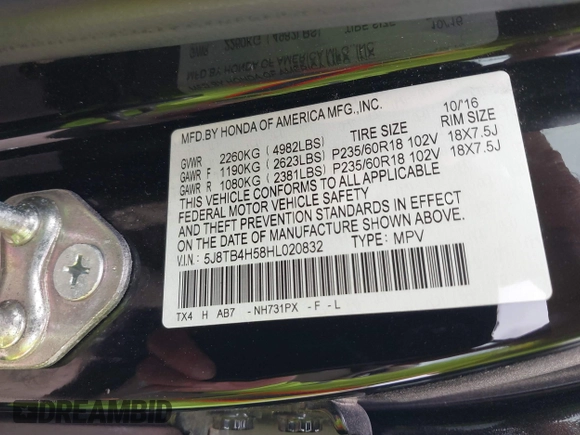 MFD.BY HONDA OF AMERICA MFG.,INC. 10/16
TIRE SIZE RIM SIZE
GVWR 2260KG ( 4982LBS)
GAWR F 1190KG ( 2623LBS) P235/60R18 102V 18X7.5J
GAWR R 1080KG ( 2381LBS) P235/60R18 102V 18X7.5J
THIS VEHICLE CONFORMS TO ALL APPLICABLE
FEDERAL MOTOR VEHICLE SAFETY
AND THEFT PREVENTION STANDARDS IN EFFECT
ON THE DATE OF MANUFACTURE SHOWN ABOVE.
V.I.N.: 5J8TB4H58HL020832 TYPE: MPV
TX4 H AB7 -NH731PX -F -L
DREAMBID